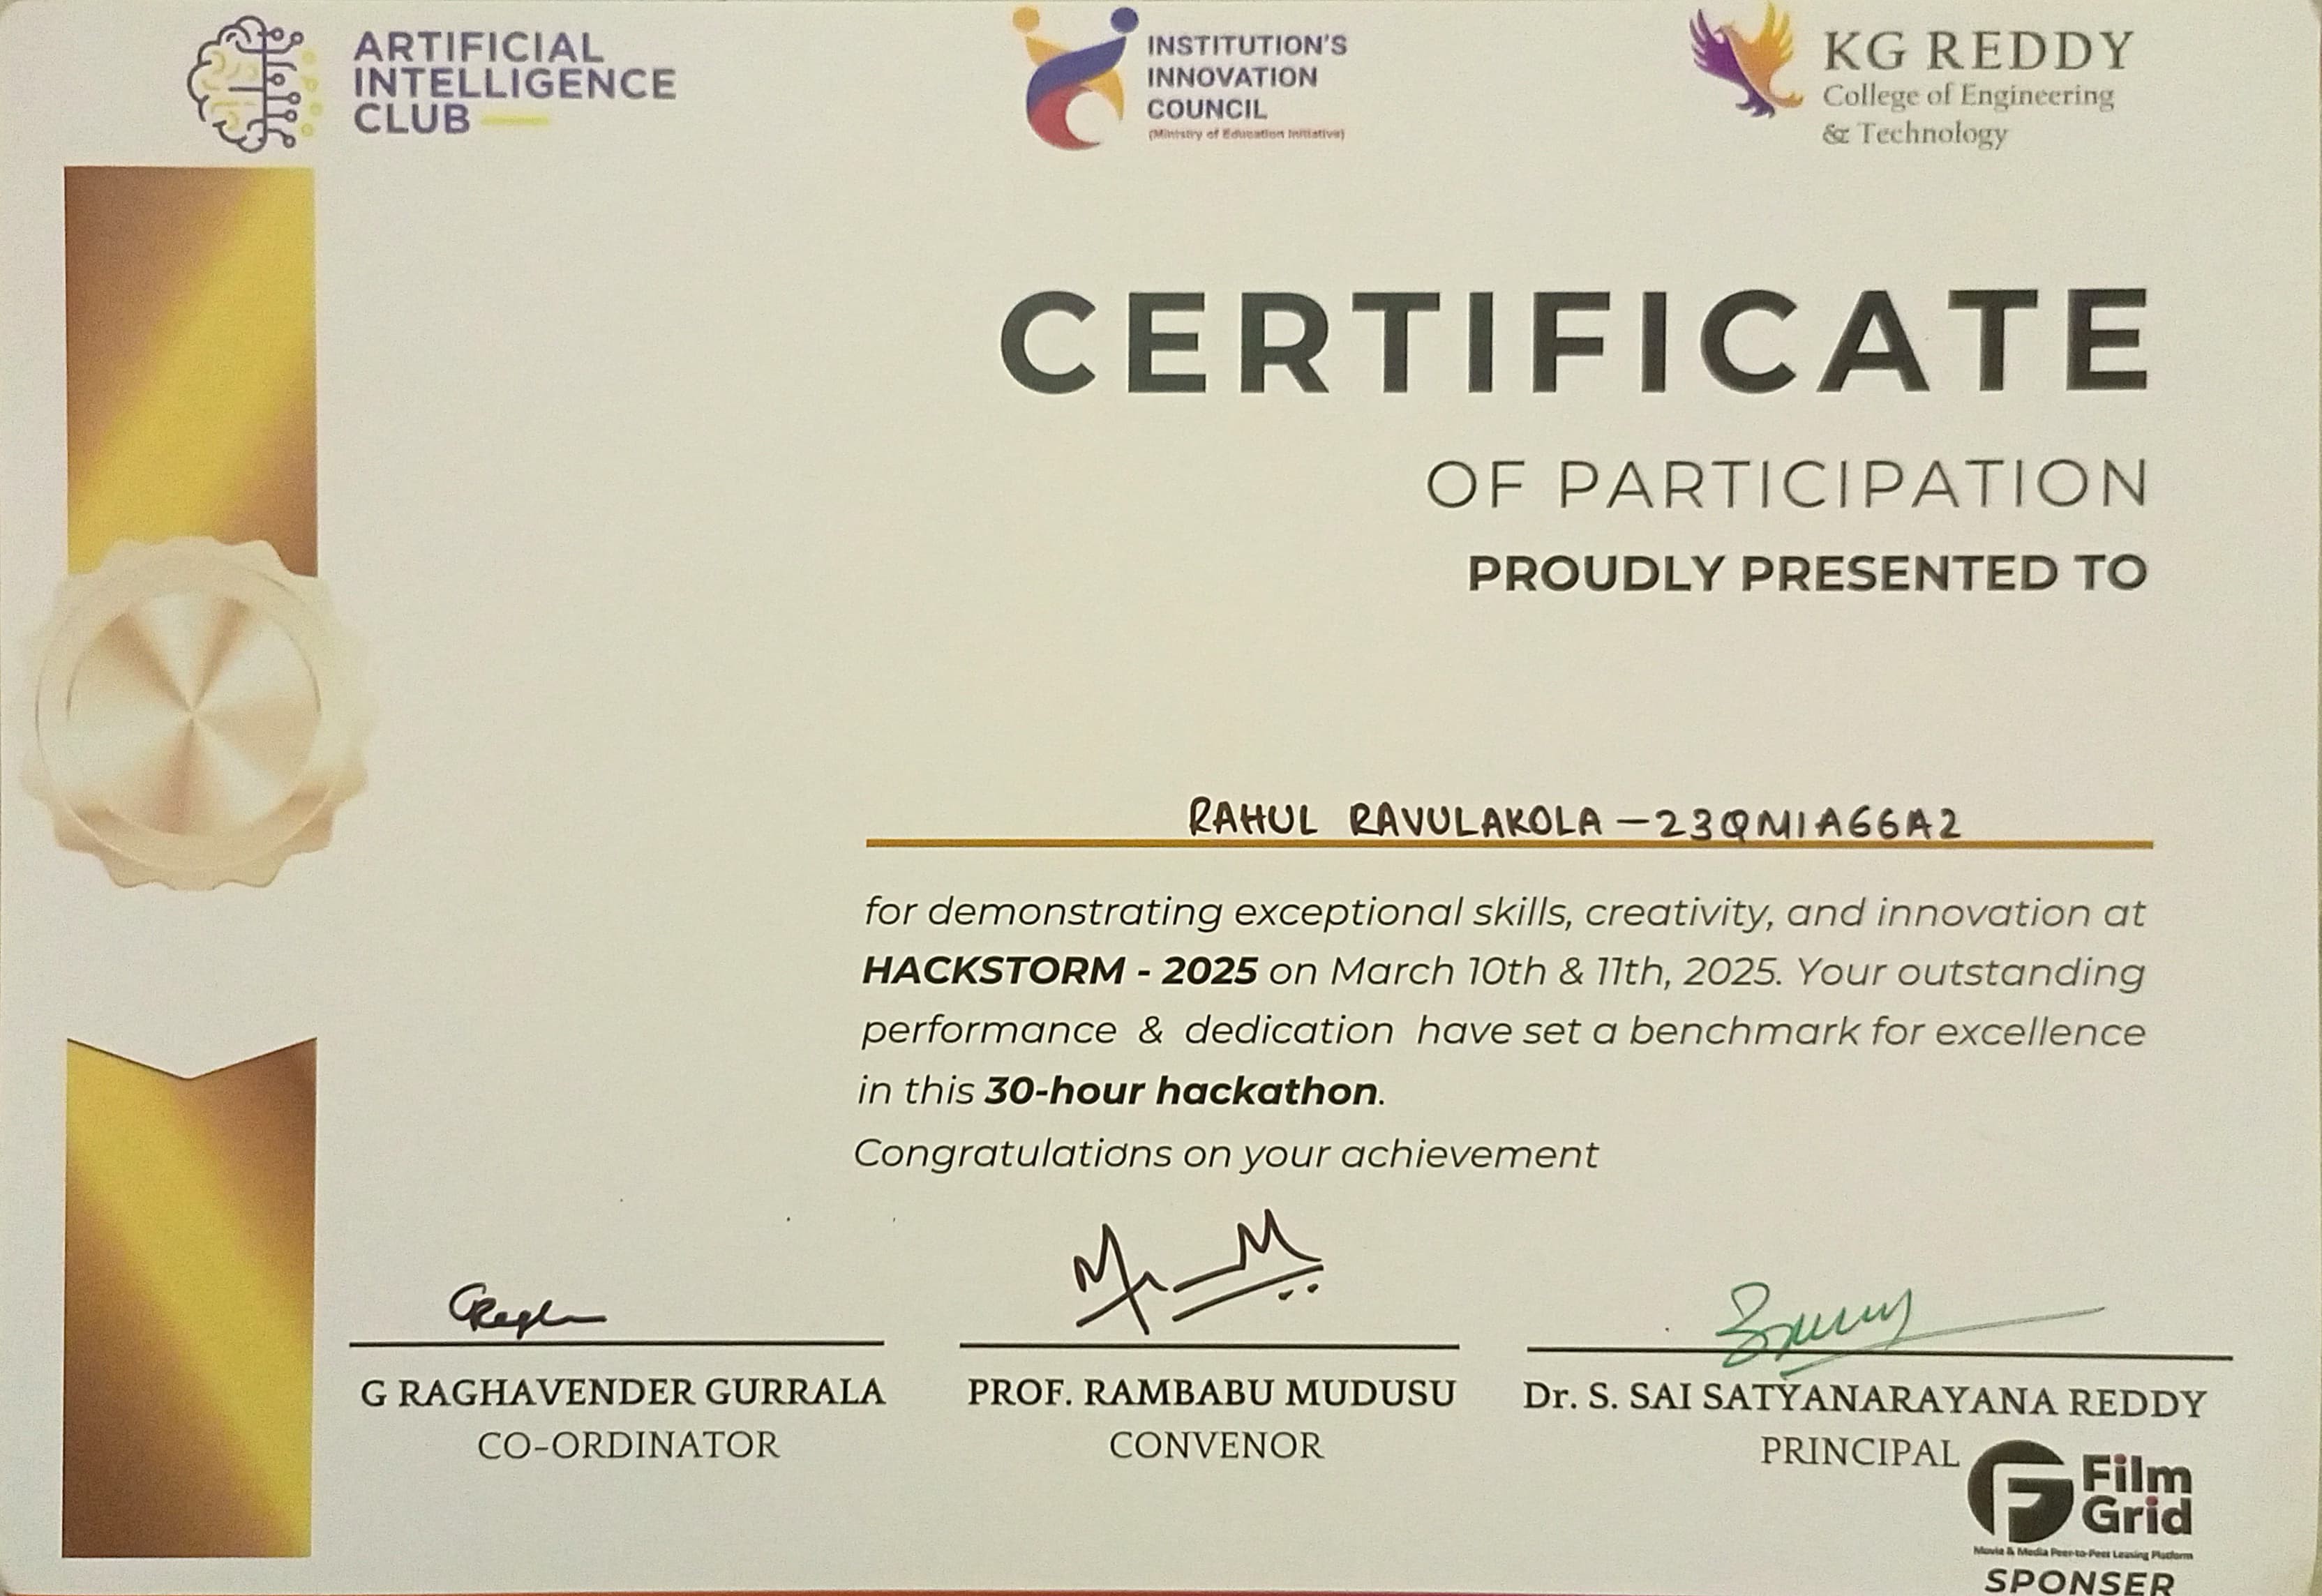 ARTIFICIAL
INTELLIGENCE
CLUB
INSTITUTION'S
INNOVATION
COUNCIL
(Ministry of Education Initiative)
KG REDDY
College of Engineering
& Technology
CERTIFICATE
OF PARTICIPATION
PROUDLY PRESENTED TO
RAHUL RAVULAKOLA - 23QM1A66A2
for demonstrating exceptional skills, creativity, and innovation at
HACKSTORM - 2025 on March 10th & 11th, 2025. Your outstanding
performance & dedication have set a benchmark for excellence
in this 30-hour hackathon.
Congratulations on your achievement
G RAGHAVENDER GURRALA
CO-ORDINATOR
PROF. RAMBABU MUDUSU
CONVENOR
Dr. S. SAI SATYANARAYANA REDDY
PRINCIPAL
Film
Grid
Movie & Media Peer-to-Peer Leasing Platform
SPONSER